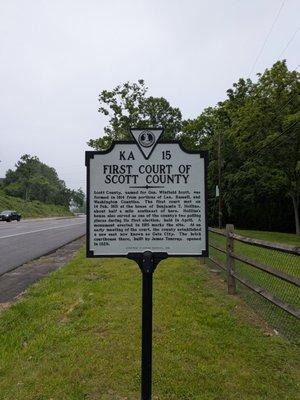 KA 15
FIRST COURT OF
SCOTT COUNTY
Scott County, named for Gen. Winfield Scott, was
formed in 1814 from portions of Lee, Russell, and
Washington Counties. The first court met on
14 Feb. 1815 at the house of Benjamin T. Hollins,
about half a mile southeast of here. Hollins's
house also served as one of the county's two polling
places during its first election, held in April. A
monument erected in 1915 marks the site. At an
early meeting of the court, the county established
a new seat now known as Gate City. The brick
courthouse there, built by James Toncray, opened
in 1829.